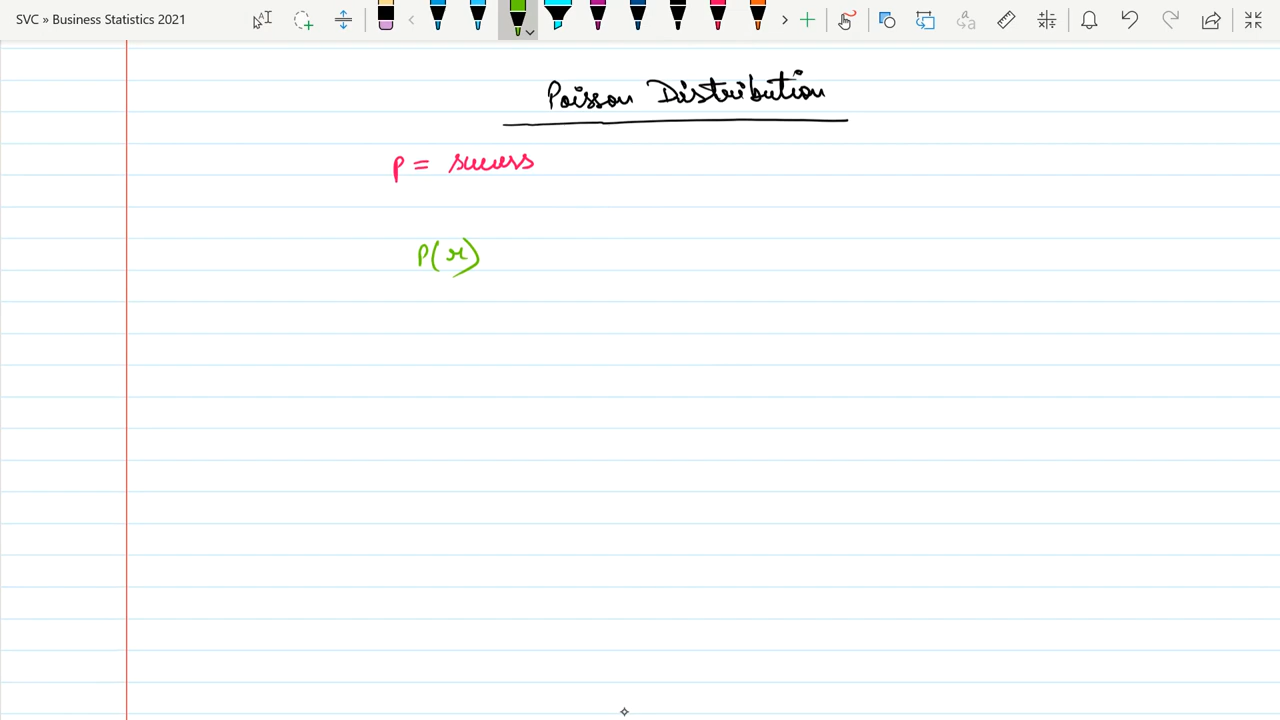 SVC » Business Statistics 2021
Poisson Distribution
P = success
P(r)